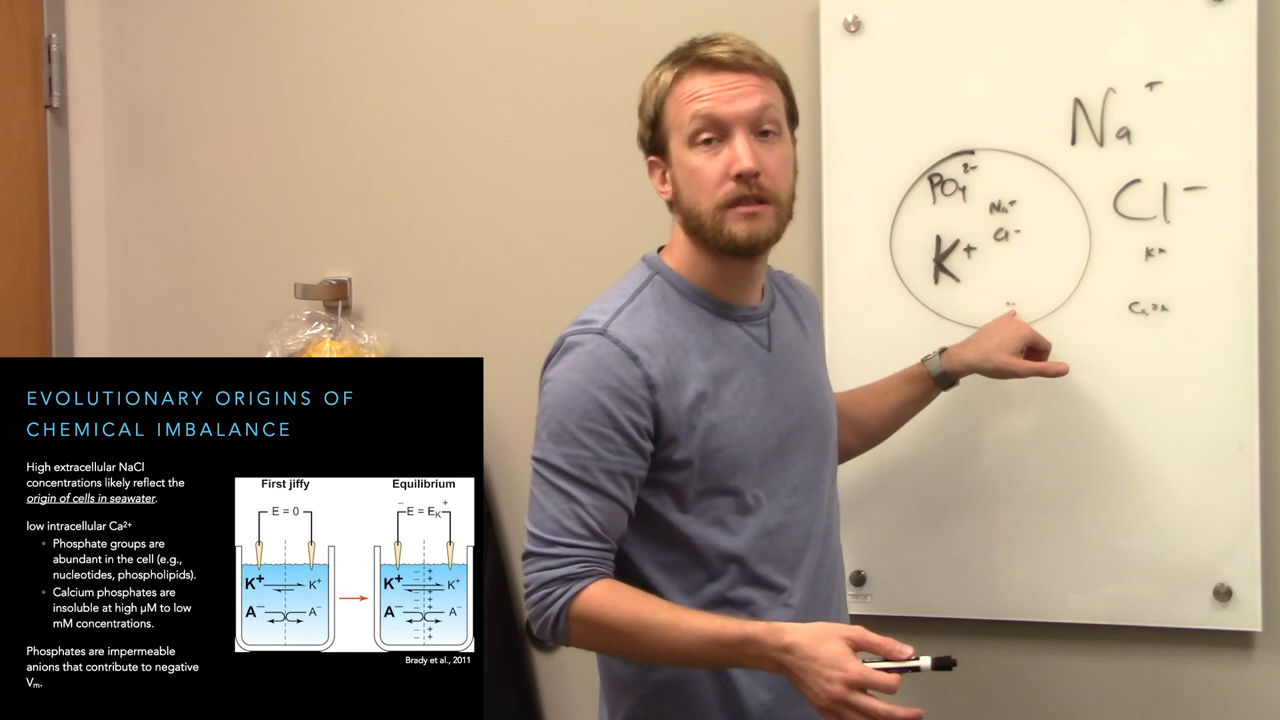 Na⁺
Cl⁻
K⁺
Ca²⁺
PO₄²⁻
Na⁺
Cl⁻
K⁺
EVOLUTIONARY ORIGINS OF
CHEMICAL IMBALANCE
High extracellular NaCl
concentrations likely reflect the
origin of cells in seawater.
low intracellular Ca²⁺
• Phosphate groups are
abundant in the cell (e.g.,
nucleotides, phospholipids).
• Calcium phosphates are
insoluble at high µM to low
mM concentrations.
Phosphates are impermeable
anions that contribute to negative
Vₘ.
First jiffy
E = 0
K⁺ K⁺
A⁻ A⁻
Equilibrium
− E = E_K +
K⁺ − + K⁺
A⁻ − + A⁻
Brady et al., 2011